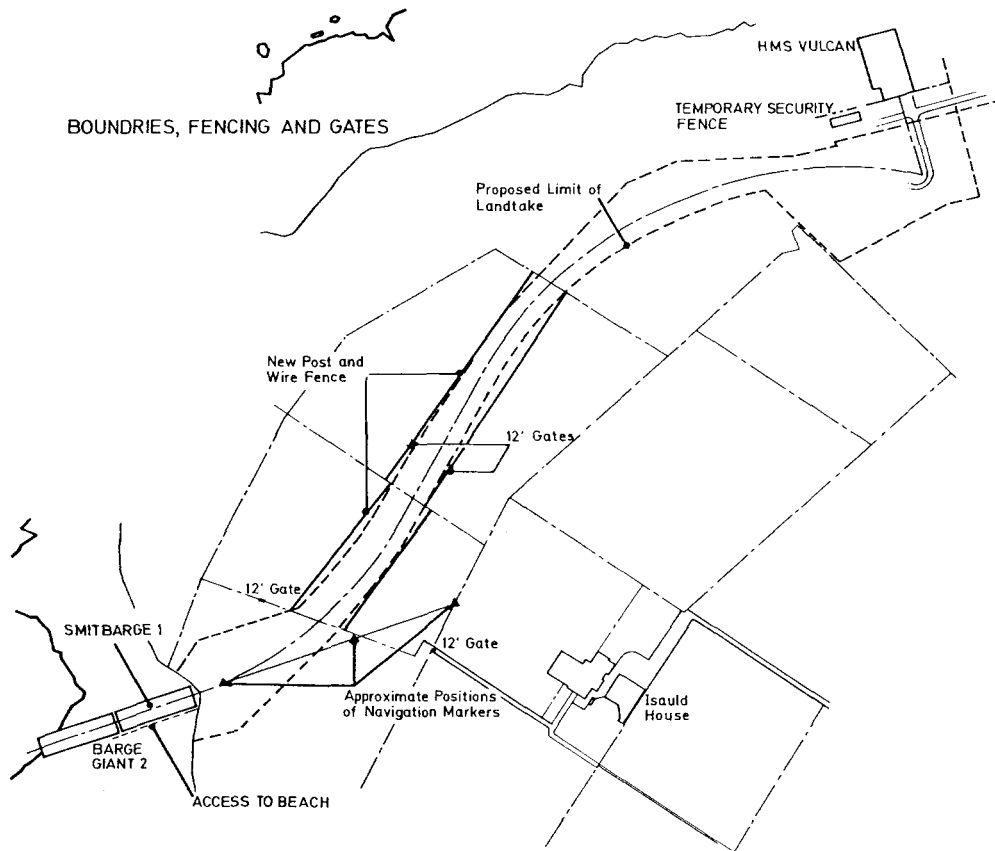 HMS VULCAN
BOUNDRIES, FENCING AND GATES
TEMPORARY SECURITY
FENCE
Proposed Limit of
Landtake
New Post and
Wire Fence
12' Gates
12' Gate
SMITBARGE 1
12' Gate
Approximate Positions
of Navigation Markers
Isauld
House
BARGE
GIANT 2
ACCESS TO BEACH